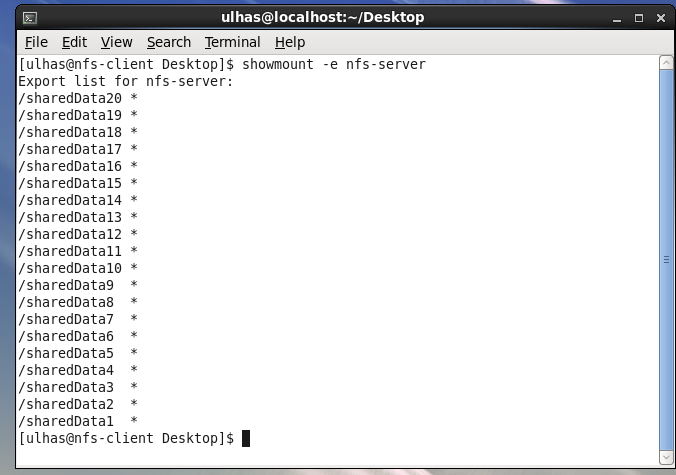 ulhas@localhost:~/Desktop
File Edit View Search Terminal Help
[ulhas@nfs-client Desktop]$ showmount -e nfs-server
Export list for nfs-server:
/sharedData20 *
/sharedData19 *
/sharedData18 *
/sharedData17 *
/sharedData16 *
/sharedData15 *
/sharedData14 *
/sharedData13 *
/sharedData12 *
/sharedData11 *
/sharedData10 *
/sharedData9  *
/sharedData8  *
/sharedData7  *
/sharedData6  *
/sharedData5  *
/sharedData4  *
/sharedData3  *
/sharedData2  *
/sharedData1  *
[ulhas@nfs-client Desktop]$